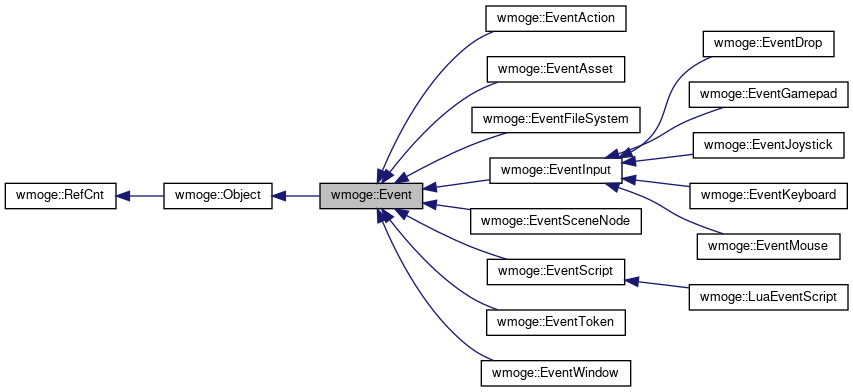 wmoge::RefCnt
wmoge::Object
wmoge::Event
wmoge::EventAction
wmoge::EventAsset
wmoge::EventFileSystem
wmoge::EventInput
wmoge::EventSceneNode
wmoge::EventScript
wmoge::EventToken
wmoge::EventWindow
wmoge::EventDrop
wmoge::EventGamepad
wmoge::EventJoystick
wmoge::EventKeyboard
wmoge::EventMouse
wmoge::LuaEventScript